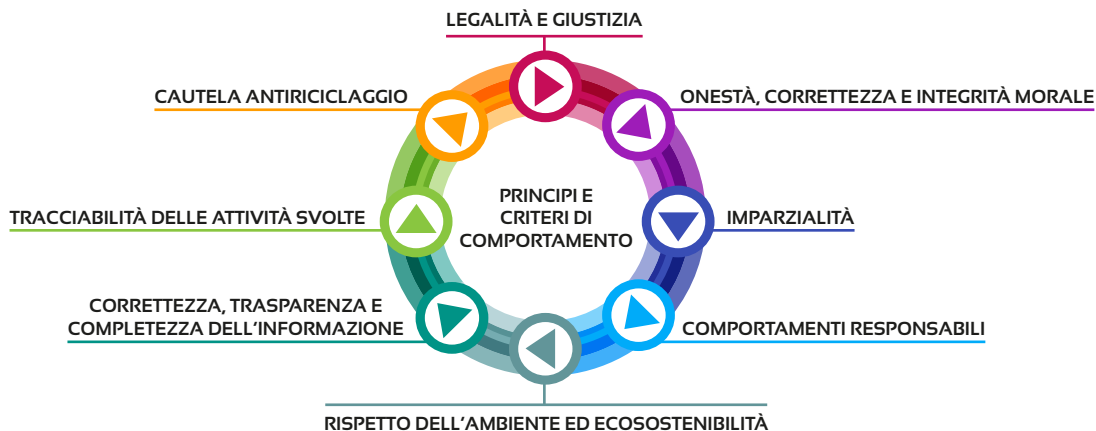 LEGALITÀ E GIUSTIZIA
CAUTELA ANTIRICICLAGGIO
ONESTÀ, CORRETTEZZA E INTEGRITÀ MORALE
PRINCIPI E
CRITERI DI
COMPORTAMENTO
TRACCIABILITÀ DELLE ATTIVITÀ SVOLTE
IMPARZIALITÀ
CORRETTEZZA, TRASPARENZA E
COMPLETEZZA DELL'INFORMAZIONE
COMPORTAMENTI RESPONSABILI
RISPETTO DELL'AMBIENTE ED ECOSOSTENIBILITÀ